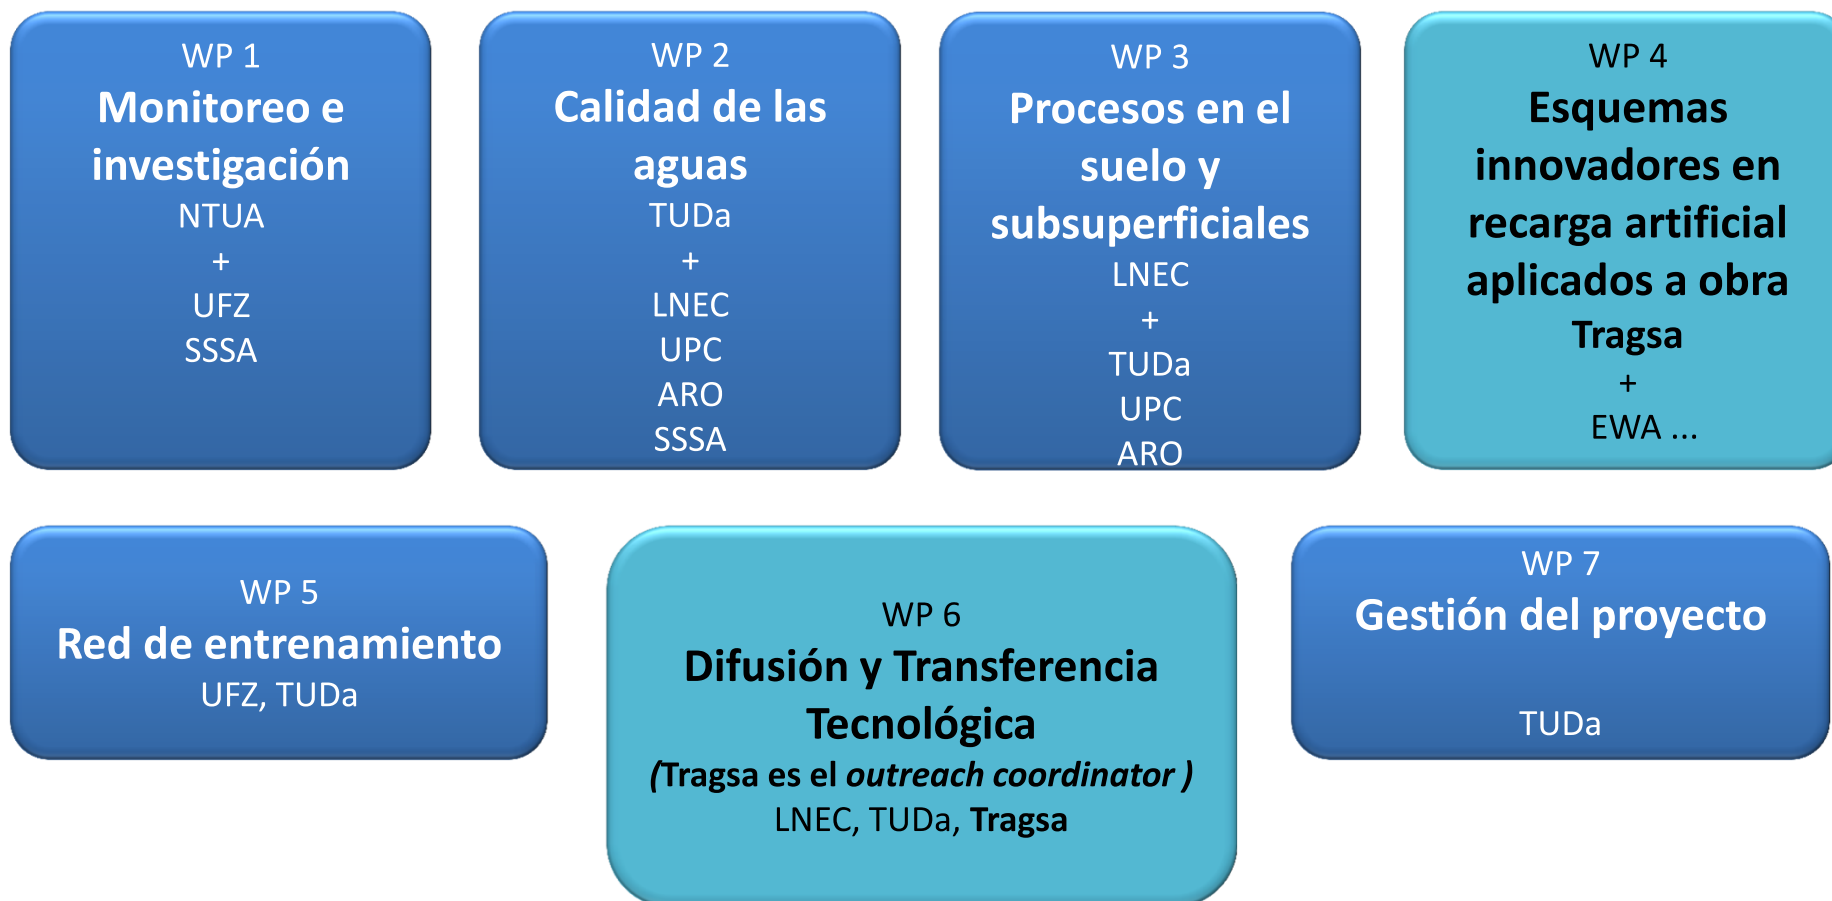 WP 1
Monitoreo e
investigación
NTUA
+
UFZ
SSSA
WP 2
Calidad de las
aguas
TUDa
+
LNEC
UPC
ARO
SSSA
WP 3
Procesos en el
suelo y
subsuperficiales
LNEC
+
TUDa
UPC
ARO
WP 4
Esquemas
innovadores en
recarga artificial
aplicados a obra
Tragsa
+
EWA ...
WP 5
Red de entrenamiento
UFZ, TUDa
WP 6
Difusión y Transferencia
Tecnológica
(Tragsa es el outreach coordinator )
LNEC, TUDa, Tragsa
WP 7
Gestión del proyecto
TUDa